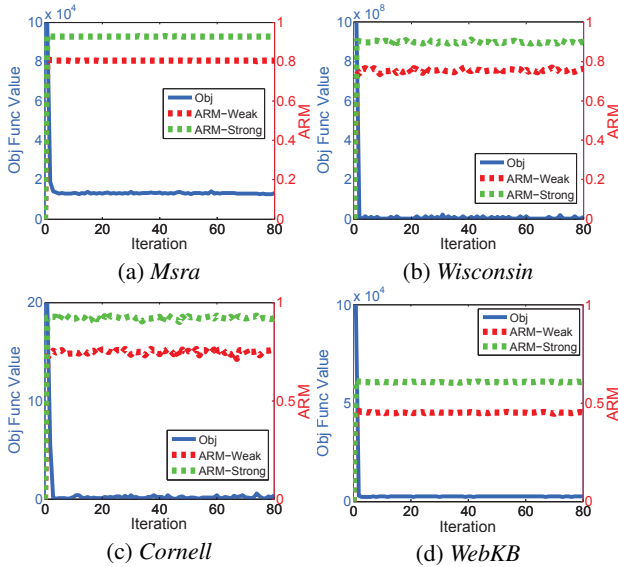 x 10^4
10
8
6
4
2
0
Obj Func Value
1
0.8
0.6
0.4
0.2
0
ARM
Obj
ARM-Weak
ARM-Strong
0 20 40 60 80
Iteration
(a) Msra
x 10^8
10
8
6
4
2
0
Obj Func Value
1
0.8
0.6
0.4
0.2
0
ARM
Obj
ARM-Weak
ARM-Strong
0 20 40 60 80
Iteration
(b) Wisconsin
20
15
10
5
0
Obj Func Value
1
0.5
0
ARM
Obj
ARM-Weak
ARM-Strong
0 20 40 60 80
Iteration
(c) Cornell
x 10^4
10
5
0
Obj Func Value
1
0.5
0
ARM
Obj
ARM-Weak
ARM-Strong
0 20 40 60 80
Iteration
(d) WebKB